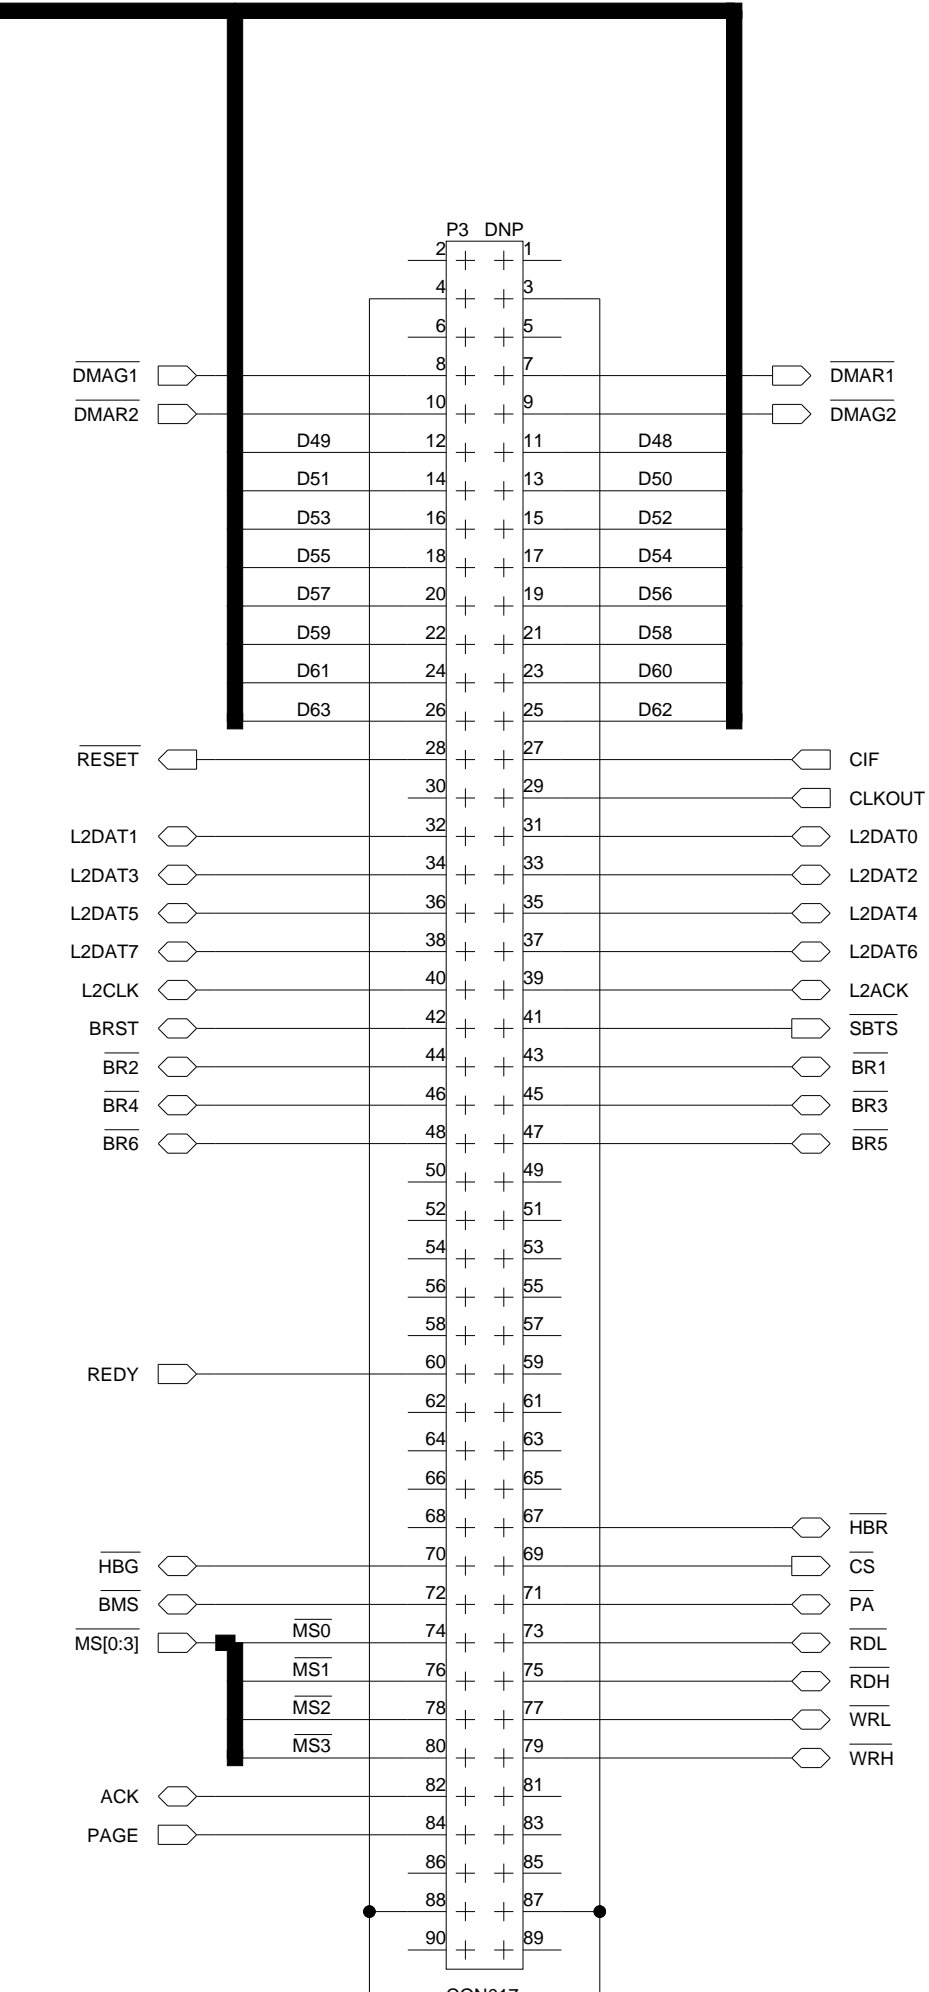 P3 DNP
2 1
4 3
6 5
DMAG1 8 7 DMAR1
DMAR2 10 9 DMAG2
D49 12 11 D48
D51 14 13 D50
D53 16 15 D52
D55 18 17 D54
D57 20 19 D56
D59 22 21 D58
D61 24 23 D60
D63 26 25 D62
RESET 28 27 CIF
30 29 CLKOUT
L2DAT1 32 31 L2DAT0
L2DAT3 34 33 L2DAT2
L2DAT5 36 35 L2DAT4
L2DAT7 38 37 L2DAT6
L2CLK 40 39 L2ACK
BRST 42 41 SBTS
BR2 44 43 BR1
BR4 46 45 BR3
BR6 48 47 BR5
50 49
52 51
54 53
56 55
58 57
REDY 60 59
62 61
64 63
66 65
68 67 HBR
HBG 70 69 CS
BMS 72 71 PA
MS[0:3] MS0 74 73 RDL
MS1 76 75 RDH
MS2 78 77 WRL
MS3 80 79 WRH
ACK 82 81
PAGE 84 83
86 85
88 87
90 89